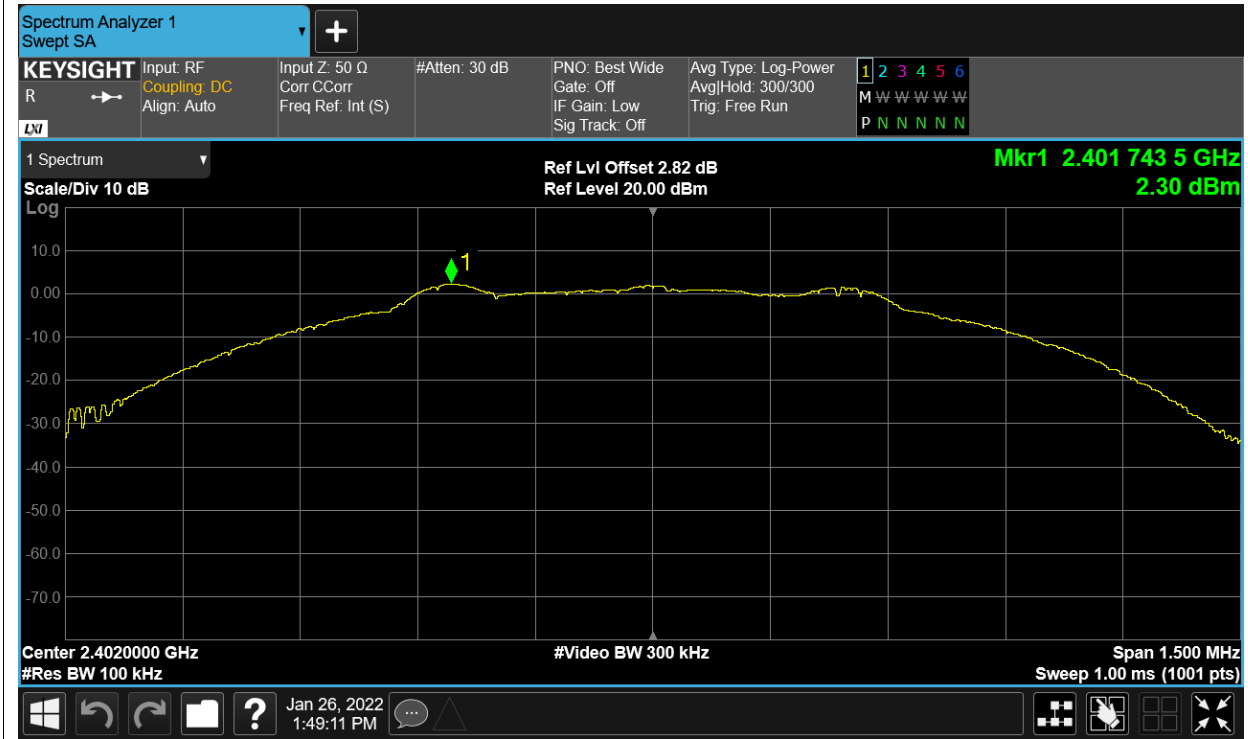 Spectrum Analyzer 1
Swept SA
KEYSIGHT
R
LXI
Input: RF
Coupling: DC
Align: Auto
Input Z: 50 Ω
Corr CCorr
Freq Ref: Int (S)
#Atten: 30 dB
PNO: Best Wide
Gate: Off
IF Gain: Low
Sig Track: Off
Avg Type: Log-Power
Avg|Hold: 300/300
Trig: Free Run
1 2 3 4 5 6
M W W W W W
P N N N N N
1 Spectrum
Scale/Div 10 dB
Log
Ref Lvl Offset 2.82 dB
Ref Level 20.00 dBm
Mkr1 2.401 743 5 GHz
2.30 dBm
1
10.0
0.00
-10.0
-20.0
-30.0
-40.0
-50.0
-60.0
-70.0
Center 2.4020000 GHz
#Res BW 100 kHz
#Video BW 300 kHz
Span 1.500 MHz
Sweep 1.00 ms (1001 pts)
?
Jan 26, 2022
1:49:11 PM